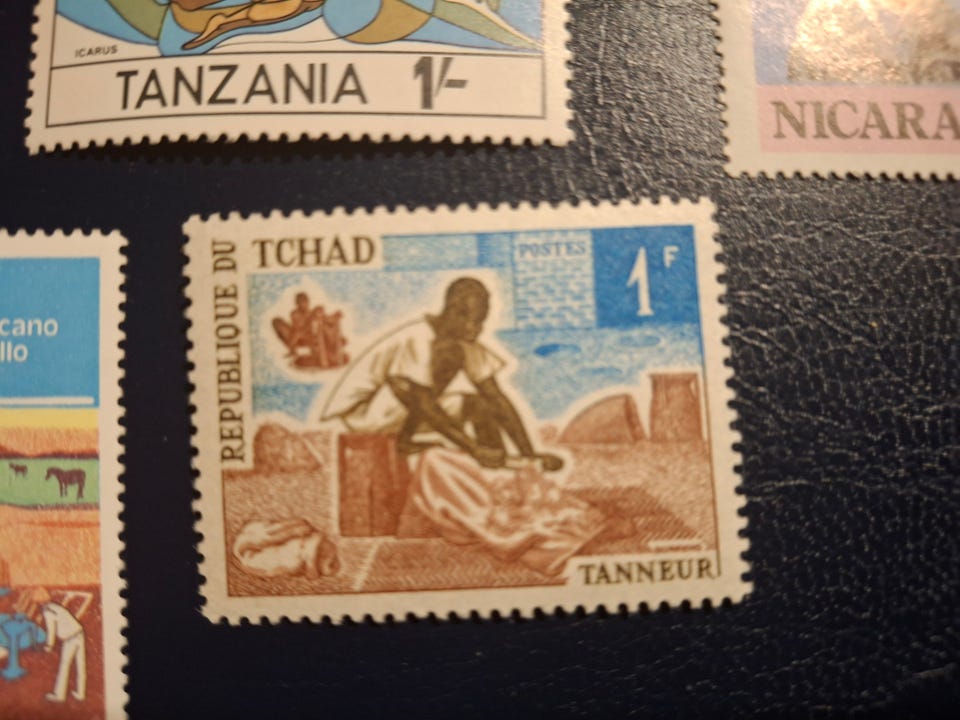 ICARUS
TANZANIA 1/-
NICARA
REPUBLIQUE DU
TCHAD
POSTES
1F
cano
llo
TANNEUR